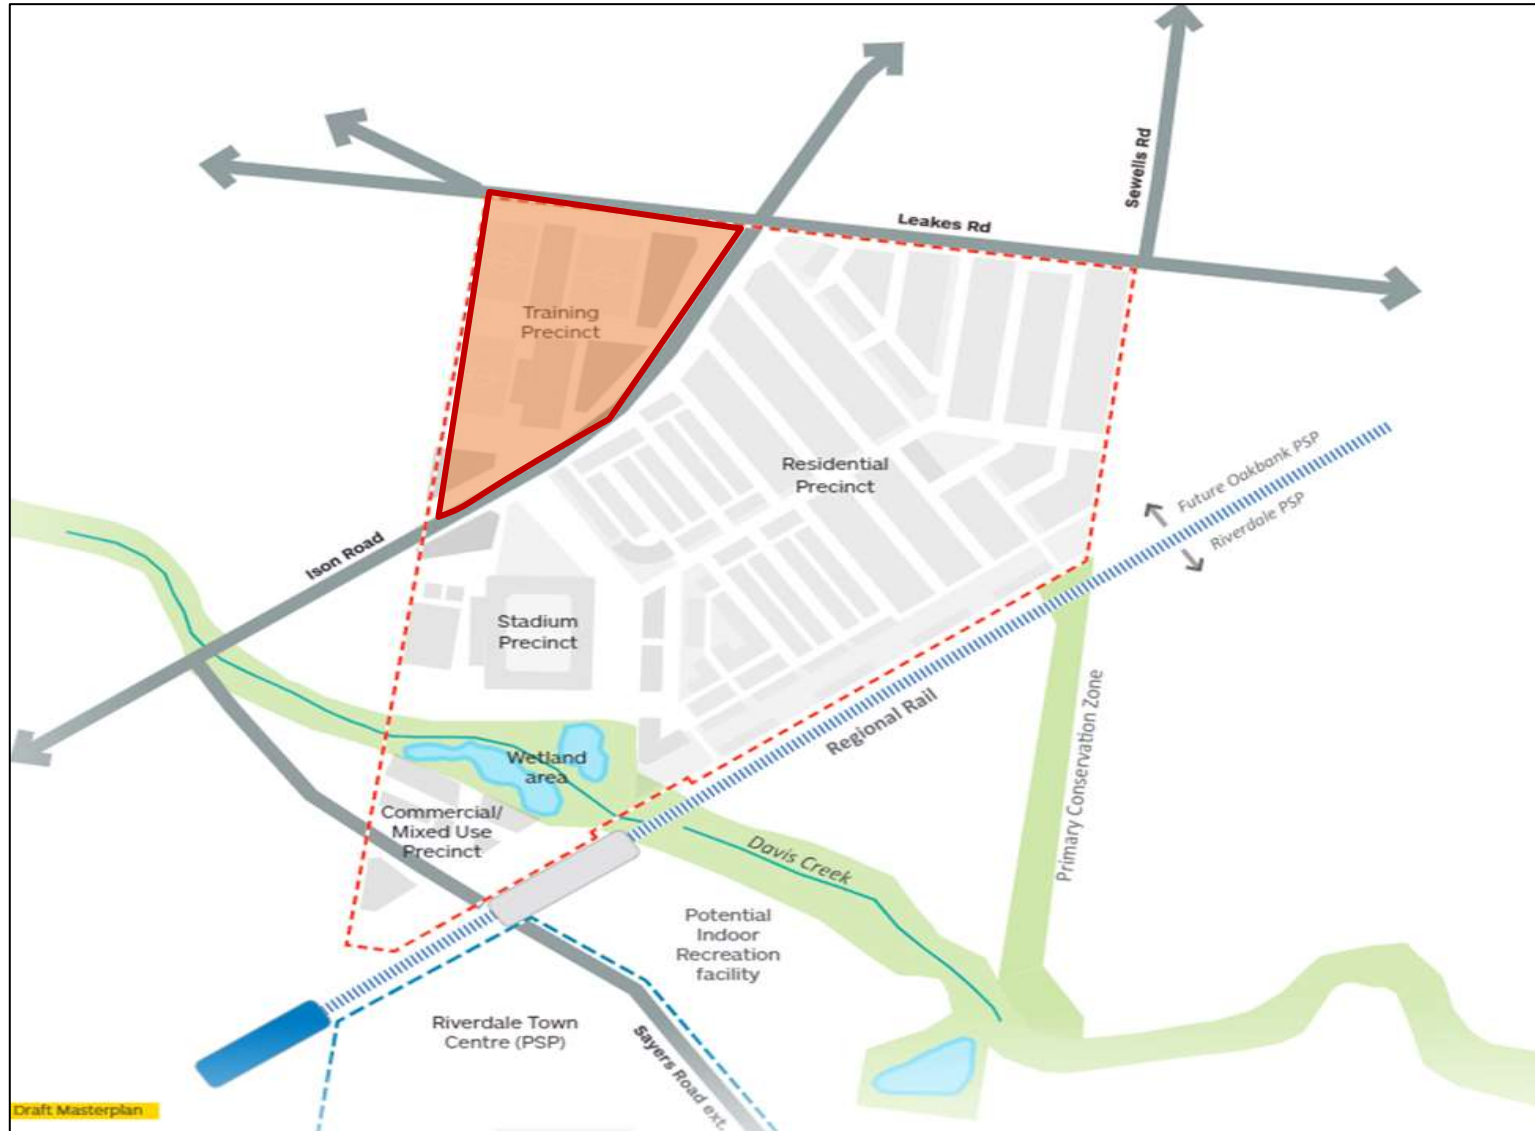 Sewells Rd
Leakes Rd
Training
Precinct
Residential
Precinct
Future Oakbank PSP
Riverdale PSP
Ison Road
Stadium
Precinct
Regional Rail
Primary Conservation Zone
Wetland
area
Commercial/
Mixed Use
Precinct
Davis Creek
Potential
Indoor
Recreation
facility
Riverdale Town
Centre (PSP)
Sayers Road ext.
Draft Masterplan